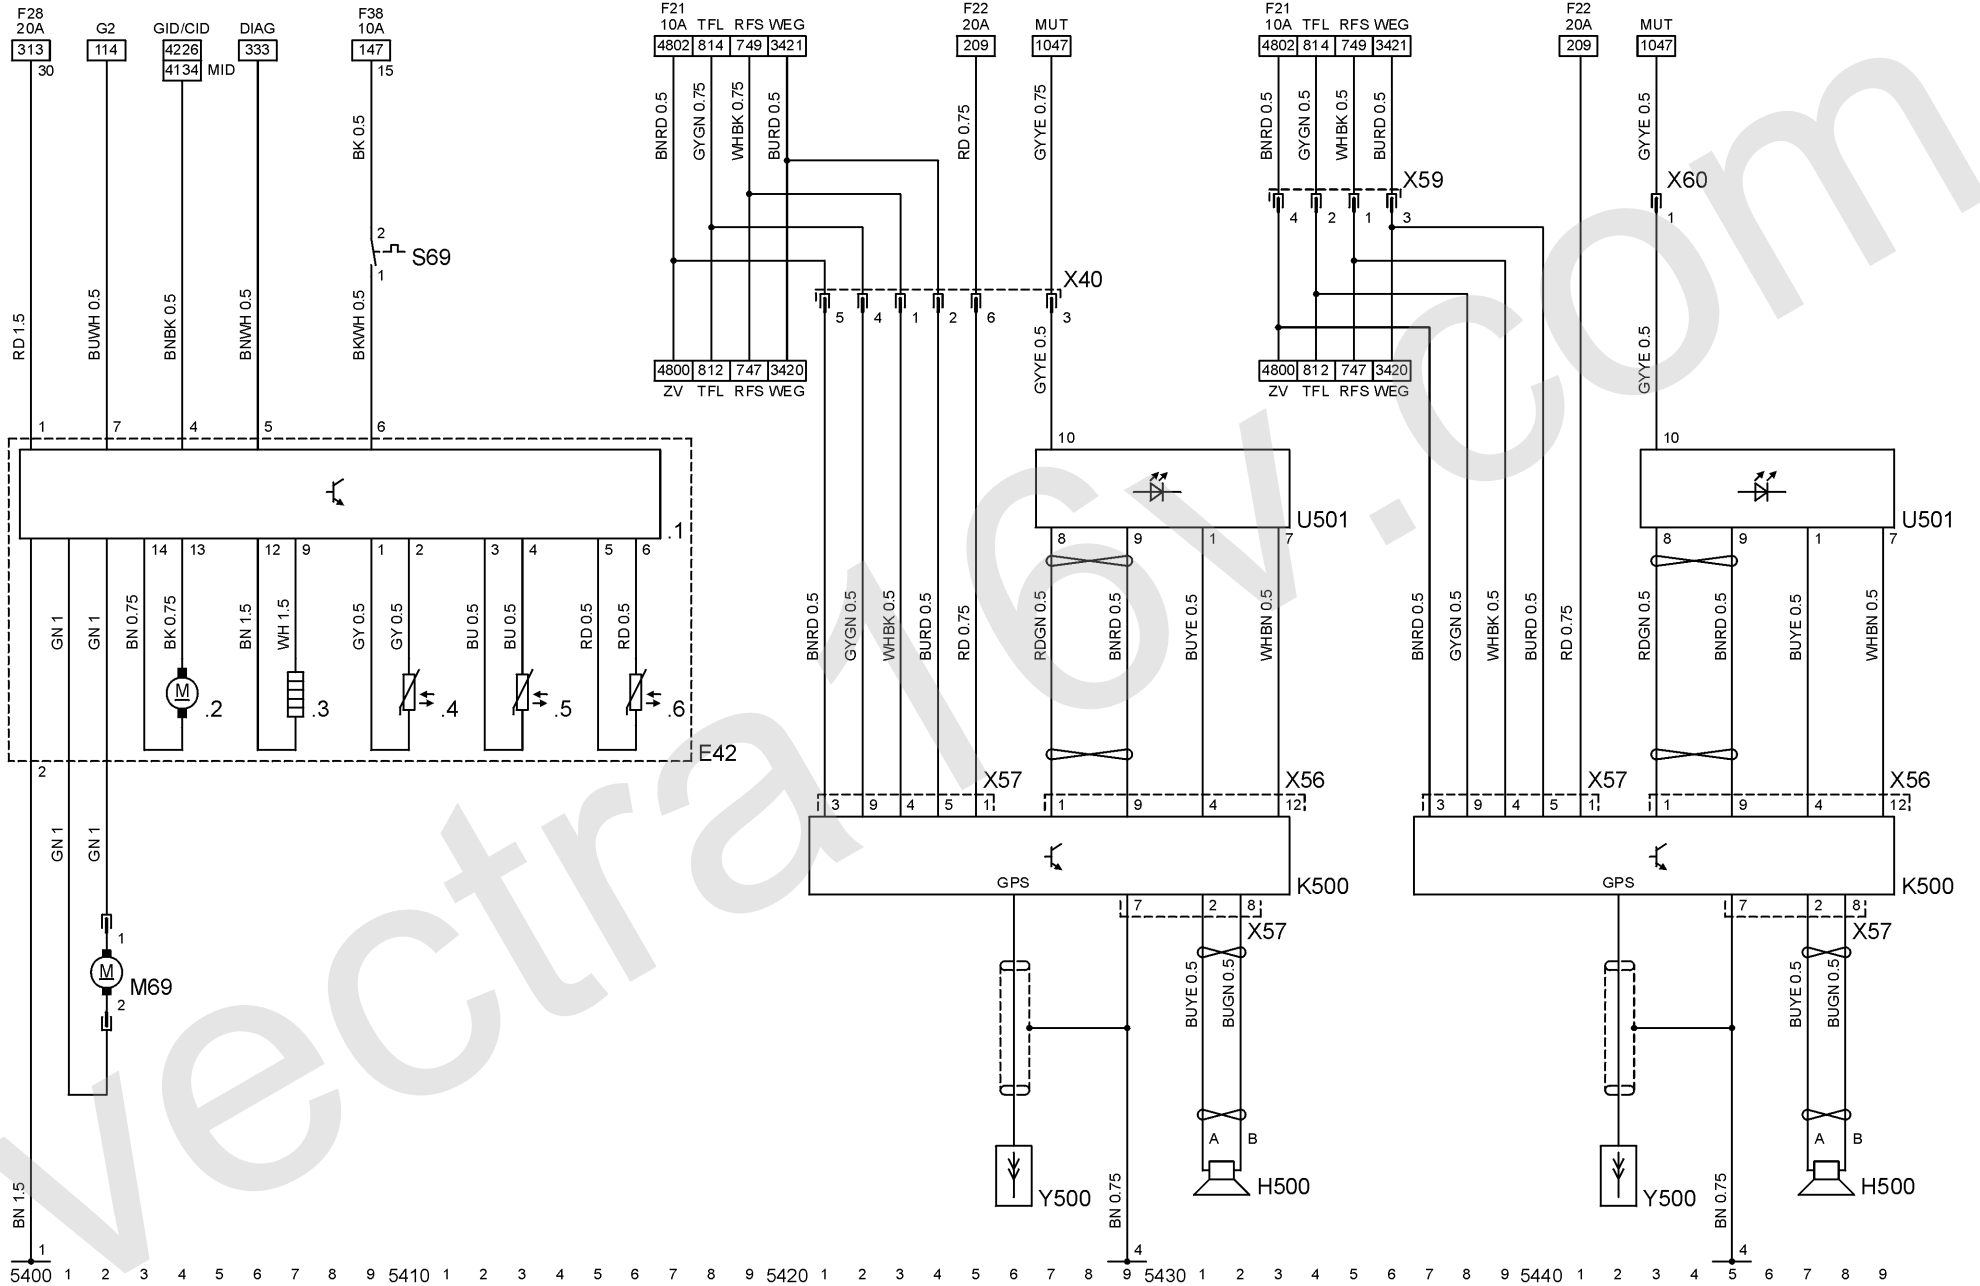 F28 F38 F21 F22 F21 F22
20A G2 GID/CID DIAG 10A 10A TFL RFS WEG 20A MUT 10A TFL RFS WEG 20A MUT
313 114 4226 333 147 4802 814 749 3421 209 1047 4802 814 749 3421 209 1047
30 4134 MID 15
BK 0.5 BNRD 0.5 GYGN 0.75 WHBK 0.75 BURD 0.5 RD 0.75 GYYE 0.75 BNRD 0.5 GYGN 0.5 WHBK 0.5 BURD 0.5 GYYE 0.5
X59 X60
4 2 1 3 1
2
S69
1
X40
5 4 1 2 6 3
RD 1.5 BUWH 0.5 BNBK 0.5 BNWH 0.5 BKWH 0.5 GYYE 0.5 GYYE 0.5
4800 812 747 3420 4800 812 747 3420
ZV TFL RFS WEG ZV TFL RFS WEG
1 7 4 5 6 10 10
.1 U501 U501
14 13 12 9 1 2 3 4 5 6 8 9 1 7 8 9 1 7
GN 1 GN 1 BN 0.75 BK 0.75 BN 1.5 WH 1.5 GY 0.5 GY 0.5 BU 0.5 BU 0.5 RD 0.5 RD 0.5 BNRD 0.5 GYGN 0.5 WHBK 0.5 BURD 0.5 RD 0.75 RDGN 0.5 BNRD 0.5 BUYE 0.5 WHBN 0.5 BNRD 0.5 GYGN 0.5 WHBK 0.5 BURD 0.5 RD 0.75 RDGN 0.5 BNRD 0.5 BUYE 0.5 WHBN 0.5
M .2 .3 .4 .5 .6
E42
2 X57 X56 X57 X56
3 9 4 5 1 1 9 4 12 3 9 4 5 1 1 9 4 12
GN 1 GN 1
GPS K500 GPS K500
7 2 8 7 2 8
X57 X57
1
M M69
2
BUYE 0.5 BUGN 0.5 BUYE 0.5 BUGN 0.5
A B A B
Y500 H500 Y500 H500
BN 1.5 BN 0.75 BN 0.75
1 4 4
5400 1 2 3 4 5 6 7 8 9 5410 1 2 3 4 5 6 7 8 9 5420 1 2 3 4 5 6 7 8 9 5430 1 2 3 4 5 6 7 8 9 5440 1 2 3 4 5 6 7 8 9
vectra16v.com